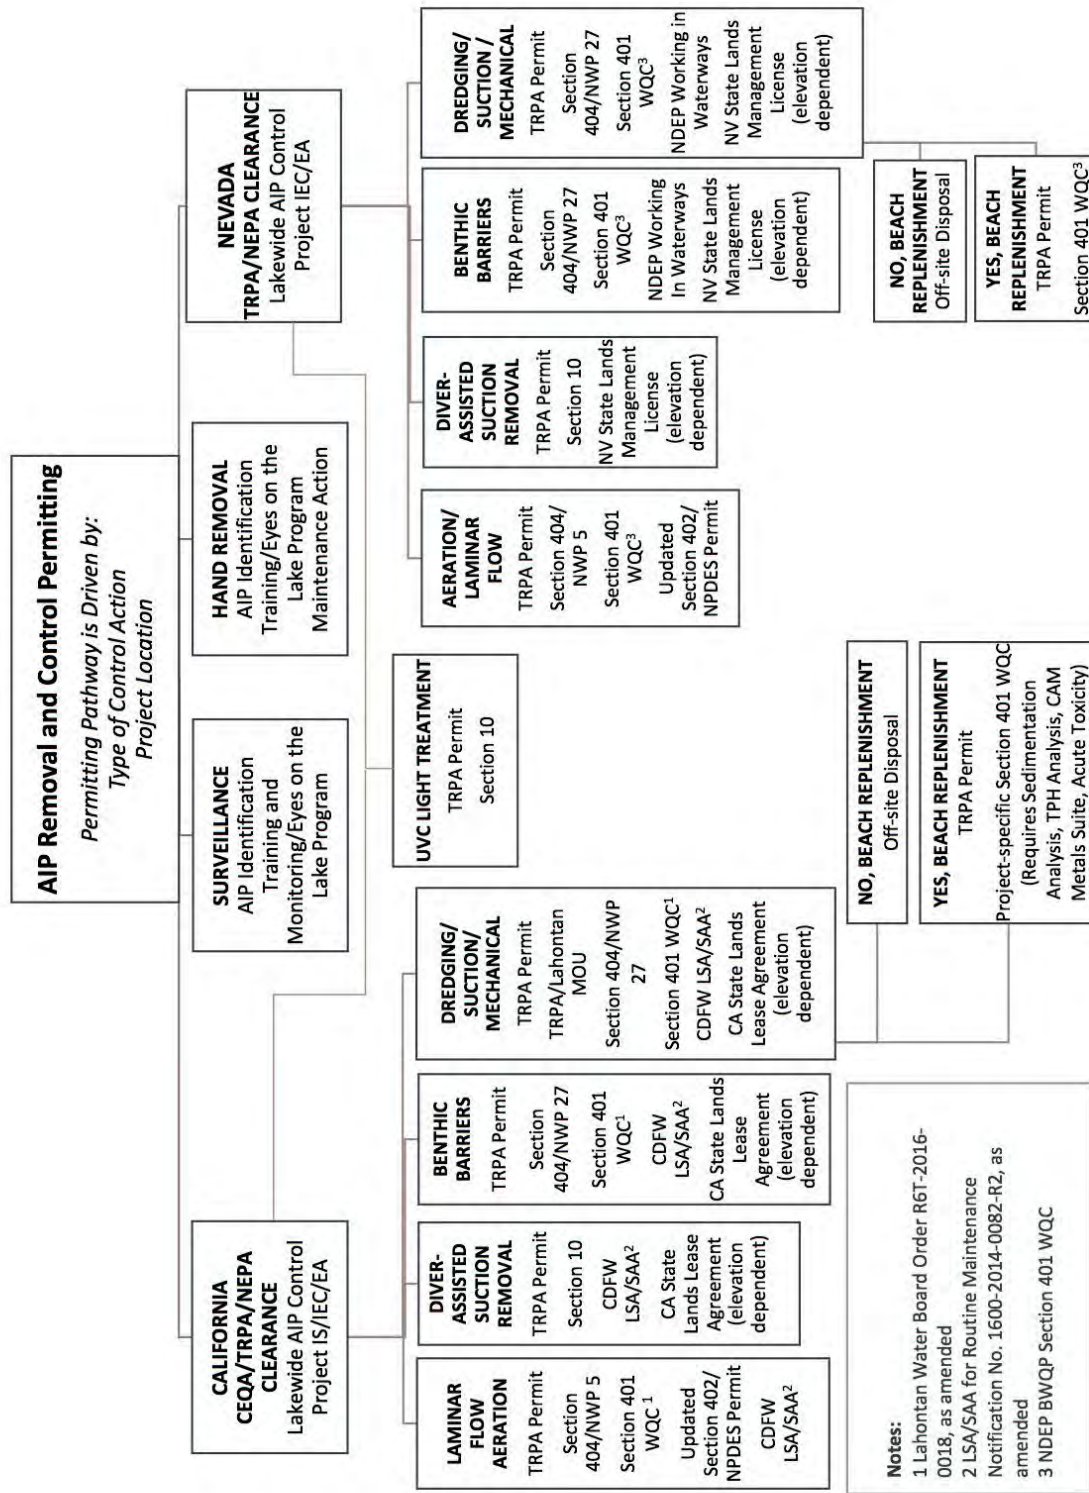 AIP Removal and Control Permitting
Permitting Pathway is Driven by:
Type of Control Action
Project Location
CALIFORNIA
CEQA/TRPA/NEPA
CLEARANCE
Lakewide AIP Control
Project IS/IEC/EA
SURVEILLANCE
AIP Identification
Training and
Monitoring/Eyes on the
Lake Program
HAND REMOVAL
AIP Identification
Training/Eyes on the
Lake Program
Maintenance Action
NEVADA
TRPA/NEPA CLEARANCE
Lakewide AIP Control
Project IEC/EA
UVC LIGHT TREATMENT
TRPA Permit
Section 10
LAMINAR
FLOW
AERATION
TRPA Permit
Section
404/NWP 5
Section 401
WQC 1
Updated
Section 402/
NPDES Permit
CDFW
LSA/SAA2
DIVER-
ASSISTED
SUCTION
REMOVAL
TRPA Permit
Section 10
CDFW
LSA/SAA2
CA State
Lands Lease
Agreement
(elevation
dependent)
BENTHIC
BARRIERS
TRPA Permit
Section
404/NWP 27
Section 401
WQC1
CDFW
LSA/SAA2
CA State Lands
Lease
Agreement
(elevation
dependent)
DREDGING/
SUCTION/
MECHANICAL
TRPA Permit
TRPA/Lahontan
MOU
Section 404/NWP
27
Section 401 WQC1
CDFW LSA/SAA2
CA State Lands
Lease Agreement
(elevation
dependent)
AERATION/
LAMINAR
FLOW
TRPA Permit
Section 404/
NWP 5
Section 401
WQC3
Updated
Section 402/
NPDES Permit
DIVER-
ASSISTED
SUCTION
REMOVAL
TRPA Permit
Section 10
NV State Lands
Management
License
(elevation
dependent)
BENTHIC
BARRIERS
TRPA Permit
Section
404/NWP 27
Section 401
WQC3
NDEP Working
In Waterways
NV State Lands
Management
License
(elevation
dependent)
DREDGING/
SUCTION /
MECHANICAL
TRPA Permit
Section
404/NWP 27
Section 401
WQC3
NDEP Working in
Waterways
NV State Lands
Management
License
(elevation
dependent)
NO, BEACH REPLENISHMENT
Off-site Disposal
YES, BEACH REPLENISHMENT
TRPA Permit
Project-specific Section 401 WQC
(Requires Sedimentation
Analysis, TPH Analysis, CAM
Metals Suite, Acute Toxicity)
NO, BEACH
REPLENISHMENT
Off-site Disposal
YES, BEACH
REPLENISHMENT
TRPA Permit
Section 401 WQC3
Notes:
1 Lahontan Water Board Order R6T-2016-
0018, as amended
2 LSA/SAA for Routine Maintenance
Notification No. 1600-2014-0082-R2, as
amended
3 NDEP BWQP Section 401 WQC